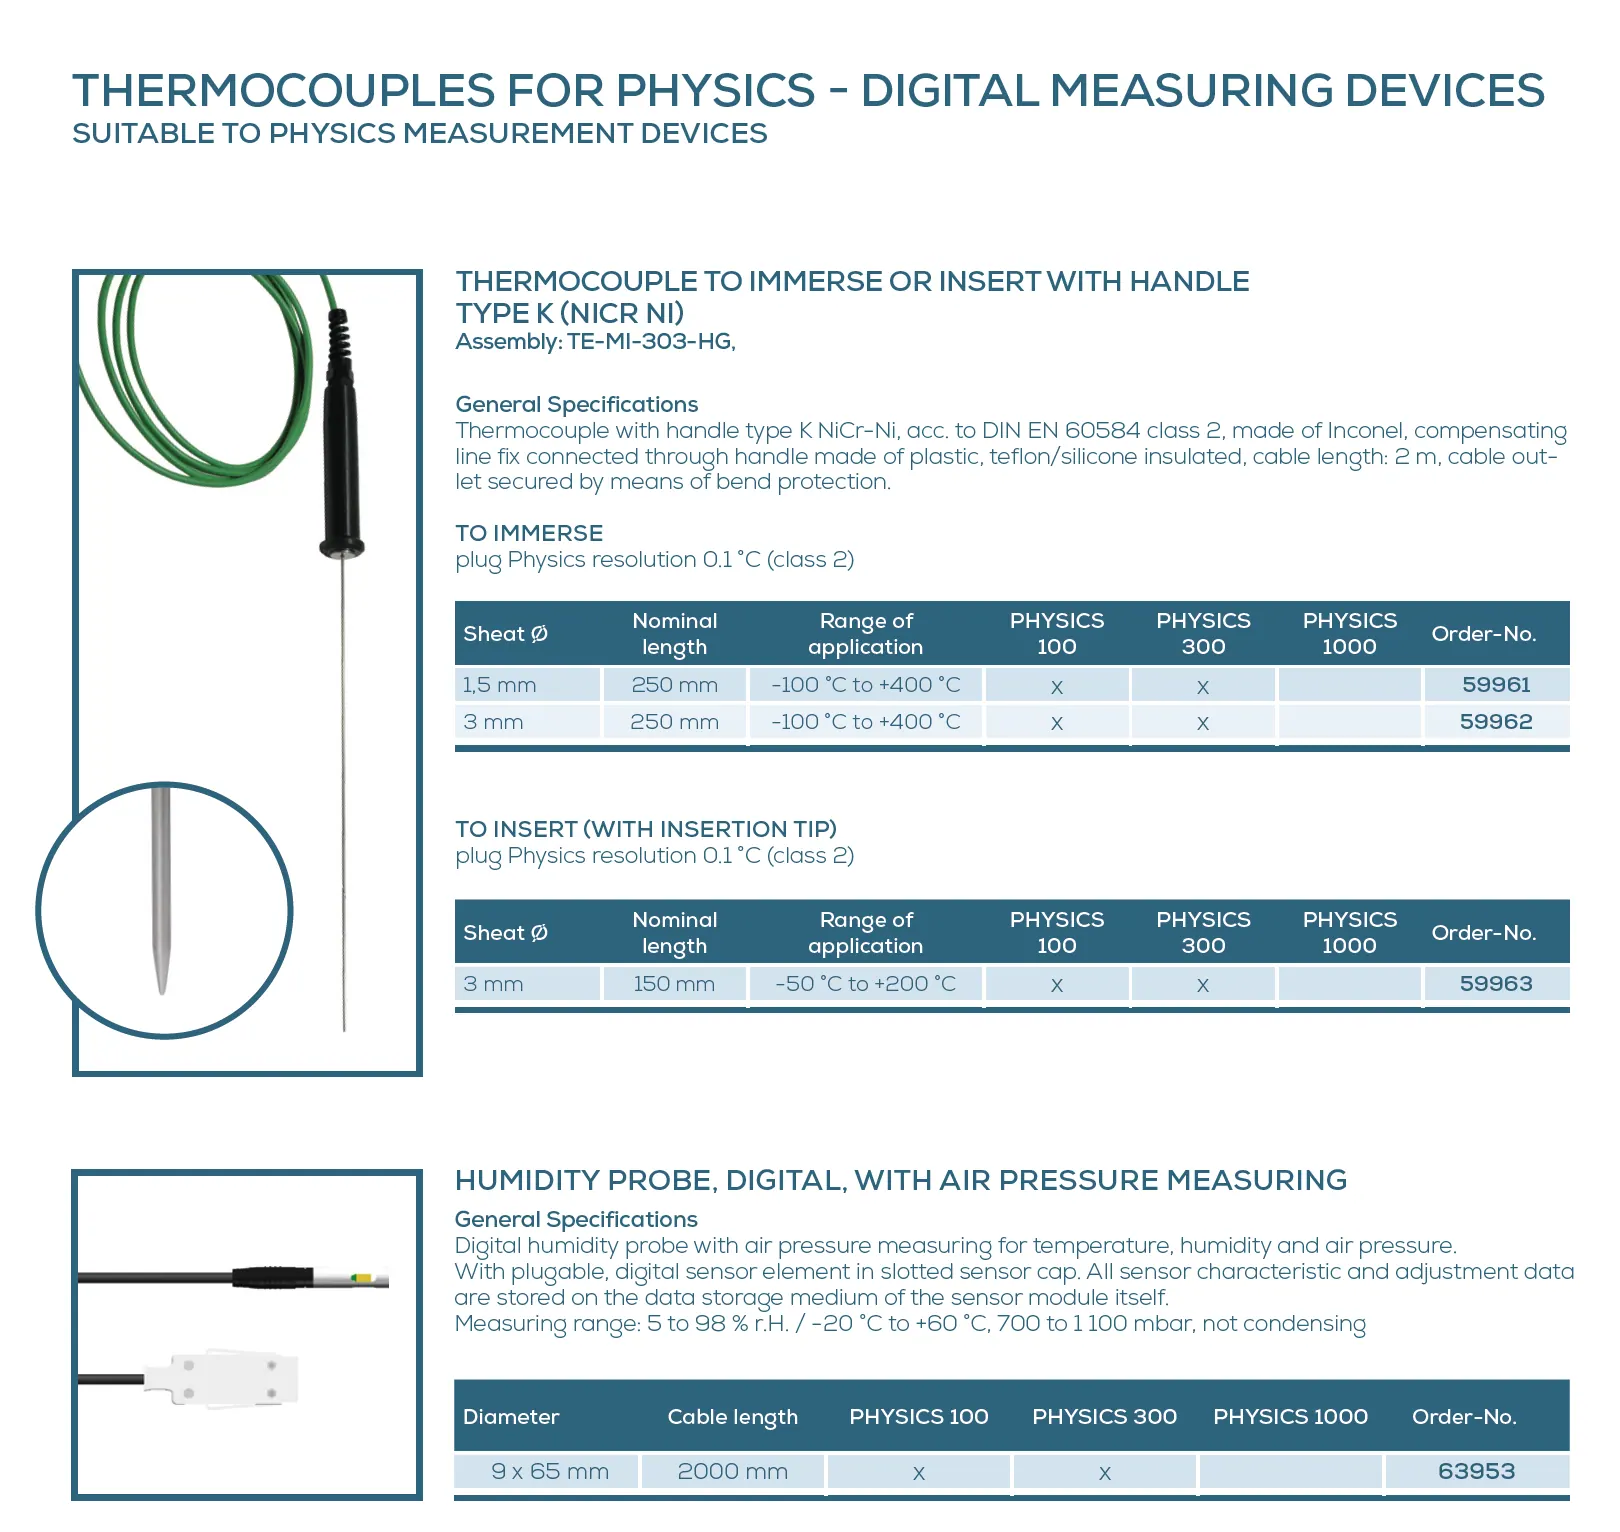 THERMOCOUPLES FOR PHYSICS - DIGITAL MEASURING DEVICES
SUITABLE TO PHYSICS MEASUREMENT DEVICES
THERMOCOUPLE TO IMMERSE OR INSERT WITH HANDLE
TYPE K (NICR NI)
Assembly: TE-MI-303-HG,
General Specifications
Thermocouple with handle type K NiCr-Ni, acc. to DIN EN 60584 class 2, made of Inconel, compensating
line fix connected through handle made of plastic, teflon/silicone insulated, cable length: 2 m, cable out-
let secured by means of bend protection.
TO IMMERSE
plug Physics resolution 0.1 °C (class 2)
Sheat Ø Nominal length Range of application PHYSICS 100 PHYSICS 300 PHYSICS 1000 Order-No.
1,5 mm 250 mm -100 °C to +400 °C x x 59961
3 mm 250 mm -100 °C to +400 °C x x 59962
TO INSERT (WITH INSERTION TIP)
plug Physics resolution 0.1 °C (class 2)
Sheat Ø Nominal length Range of application PHYSICS 100 PHYSICS 300 PHYSICS 1000 Order-No.
3 mm 150 mm -50 °C to +200 °C x x 59963
HUMIDITY PROBE, DIGITAL, WITH AIR PRESSURE MEASURING
General Specifications
Digital humidity probe with air pressure measuring for temperature, humidity and air pressure.
With plugable, digital sensor element in slotted sensor cap. All sensor characteristic and adjustment data
are stored on the data storage medium of the sensor module itself.
Measuring range: 5 to 98 % r.H. / -20 °C to +60 °C, 700 to 1 100 mbar, not condensing
Diameter Cable length PHYSICS 100 PHYSICS 300 PHYSICS 1000 Order-No.
9 x 65 mm 2000 mm x x 63953